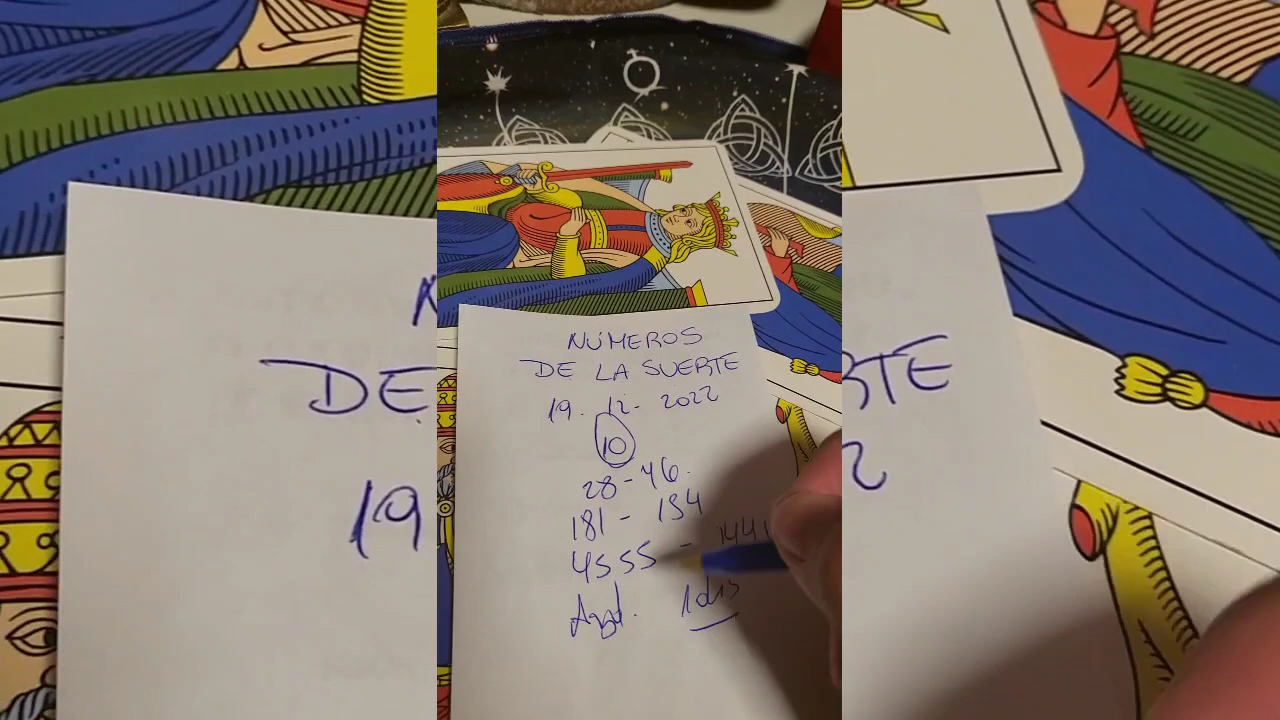 NÚMEROS
DE LA SUERTE
19. 12. 2022
10
28 - 46.
181 - 154
4555 -